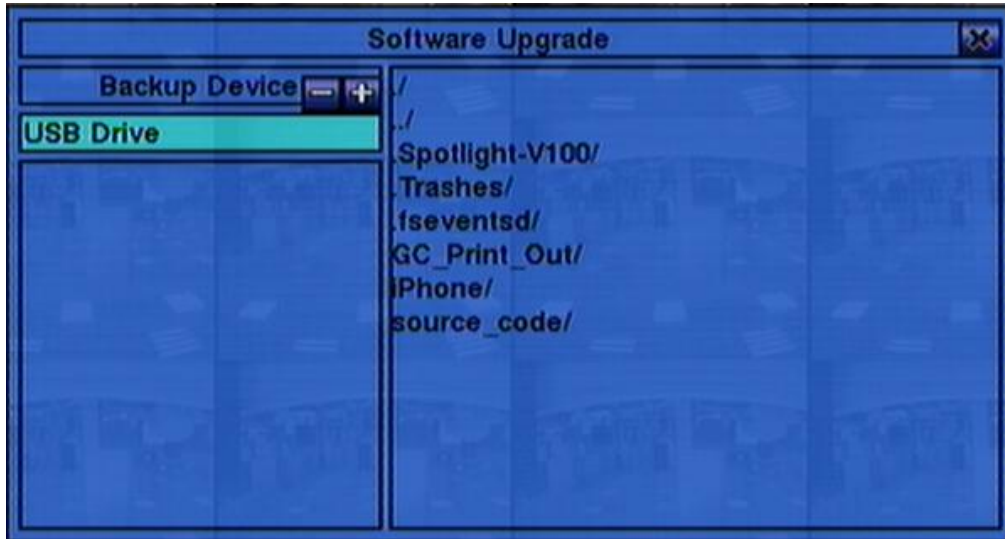 Software Upgrade
Backup Device
USB Drive
./
../
.Spotlight-V100/
.Trashes/
.fseventsd/
GC_Print_Out/
iPhone/
source_code/